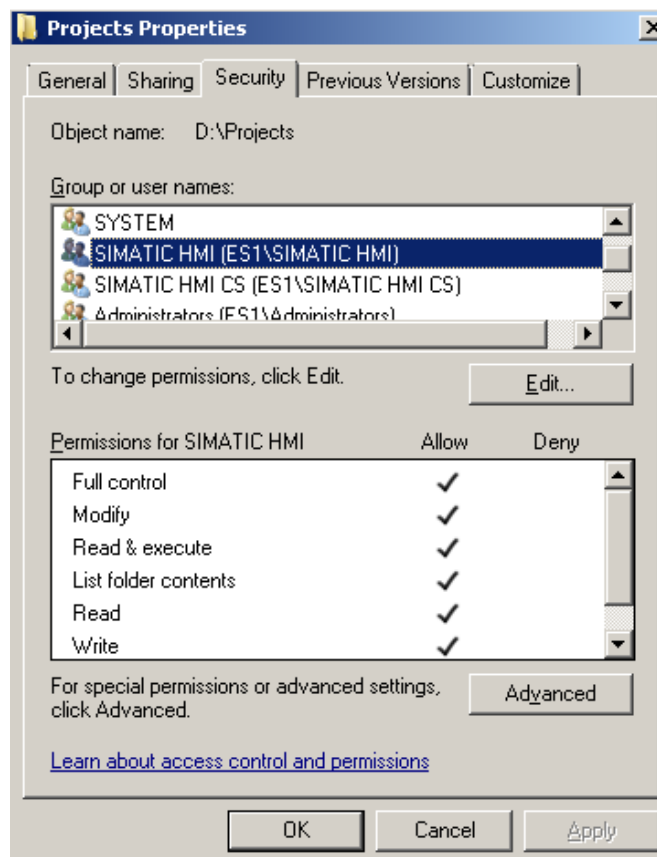 Projects Properties
General Sharing Security Previous Versions Customize
Object name: D:\Projects
Group or user names:
SYSTEM
SIMATIC HMI (ES1\SIMATIC HMI)
SIMATIC HMI CS (ES1\SIMATIC HMI CS)
Administrators (ES1\Administrators)
To change permissions, click Edit. Edit...
Permissions for SIMATIC HMI Allow Deny
Full control
Modify
Read & execute
List folder contents
Read
Write
For special permissions or advanced settings,
click Advanced. Advanced
Learn about access control and permissions
OK Cancel Apply